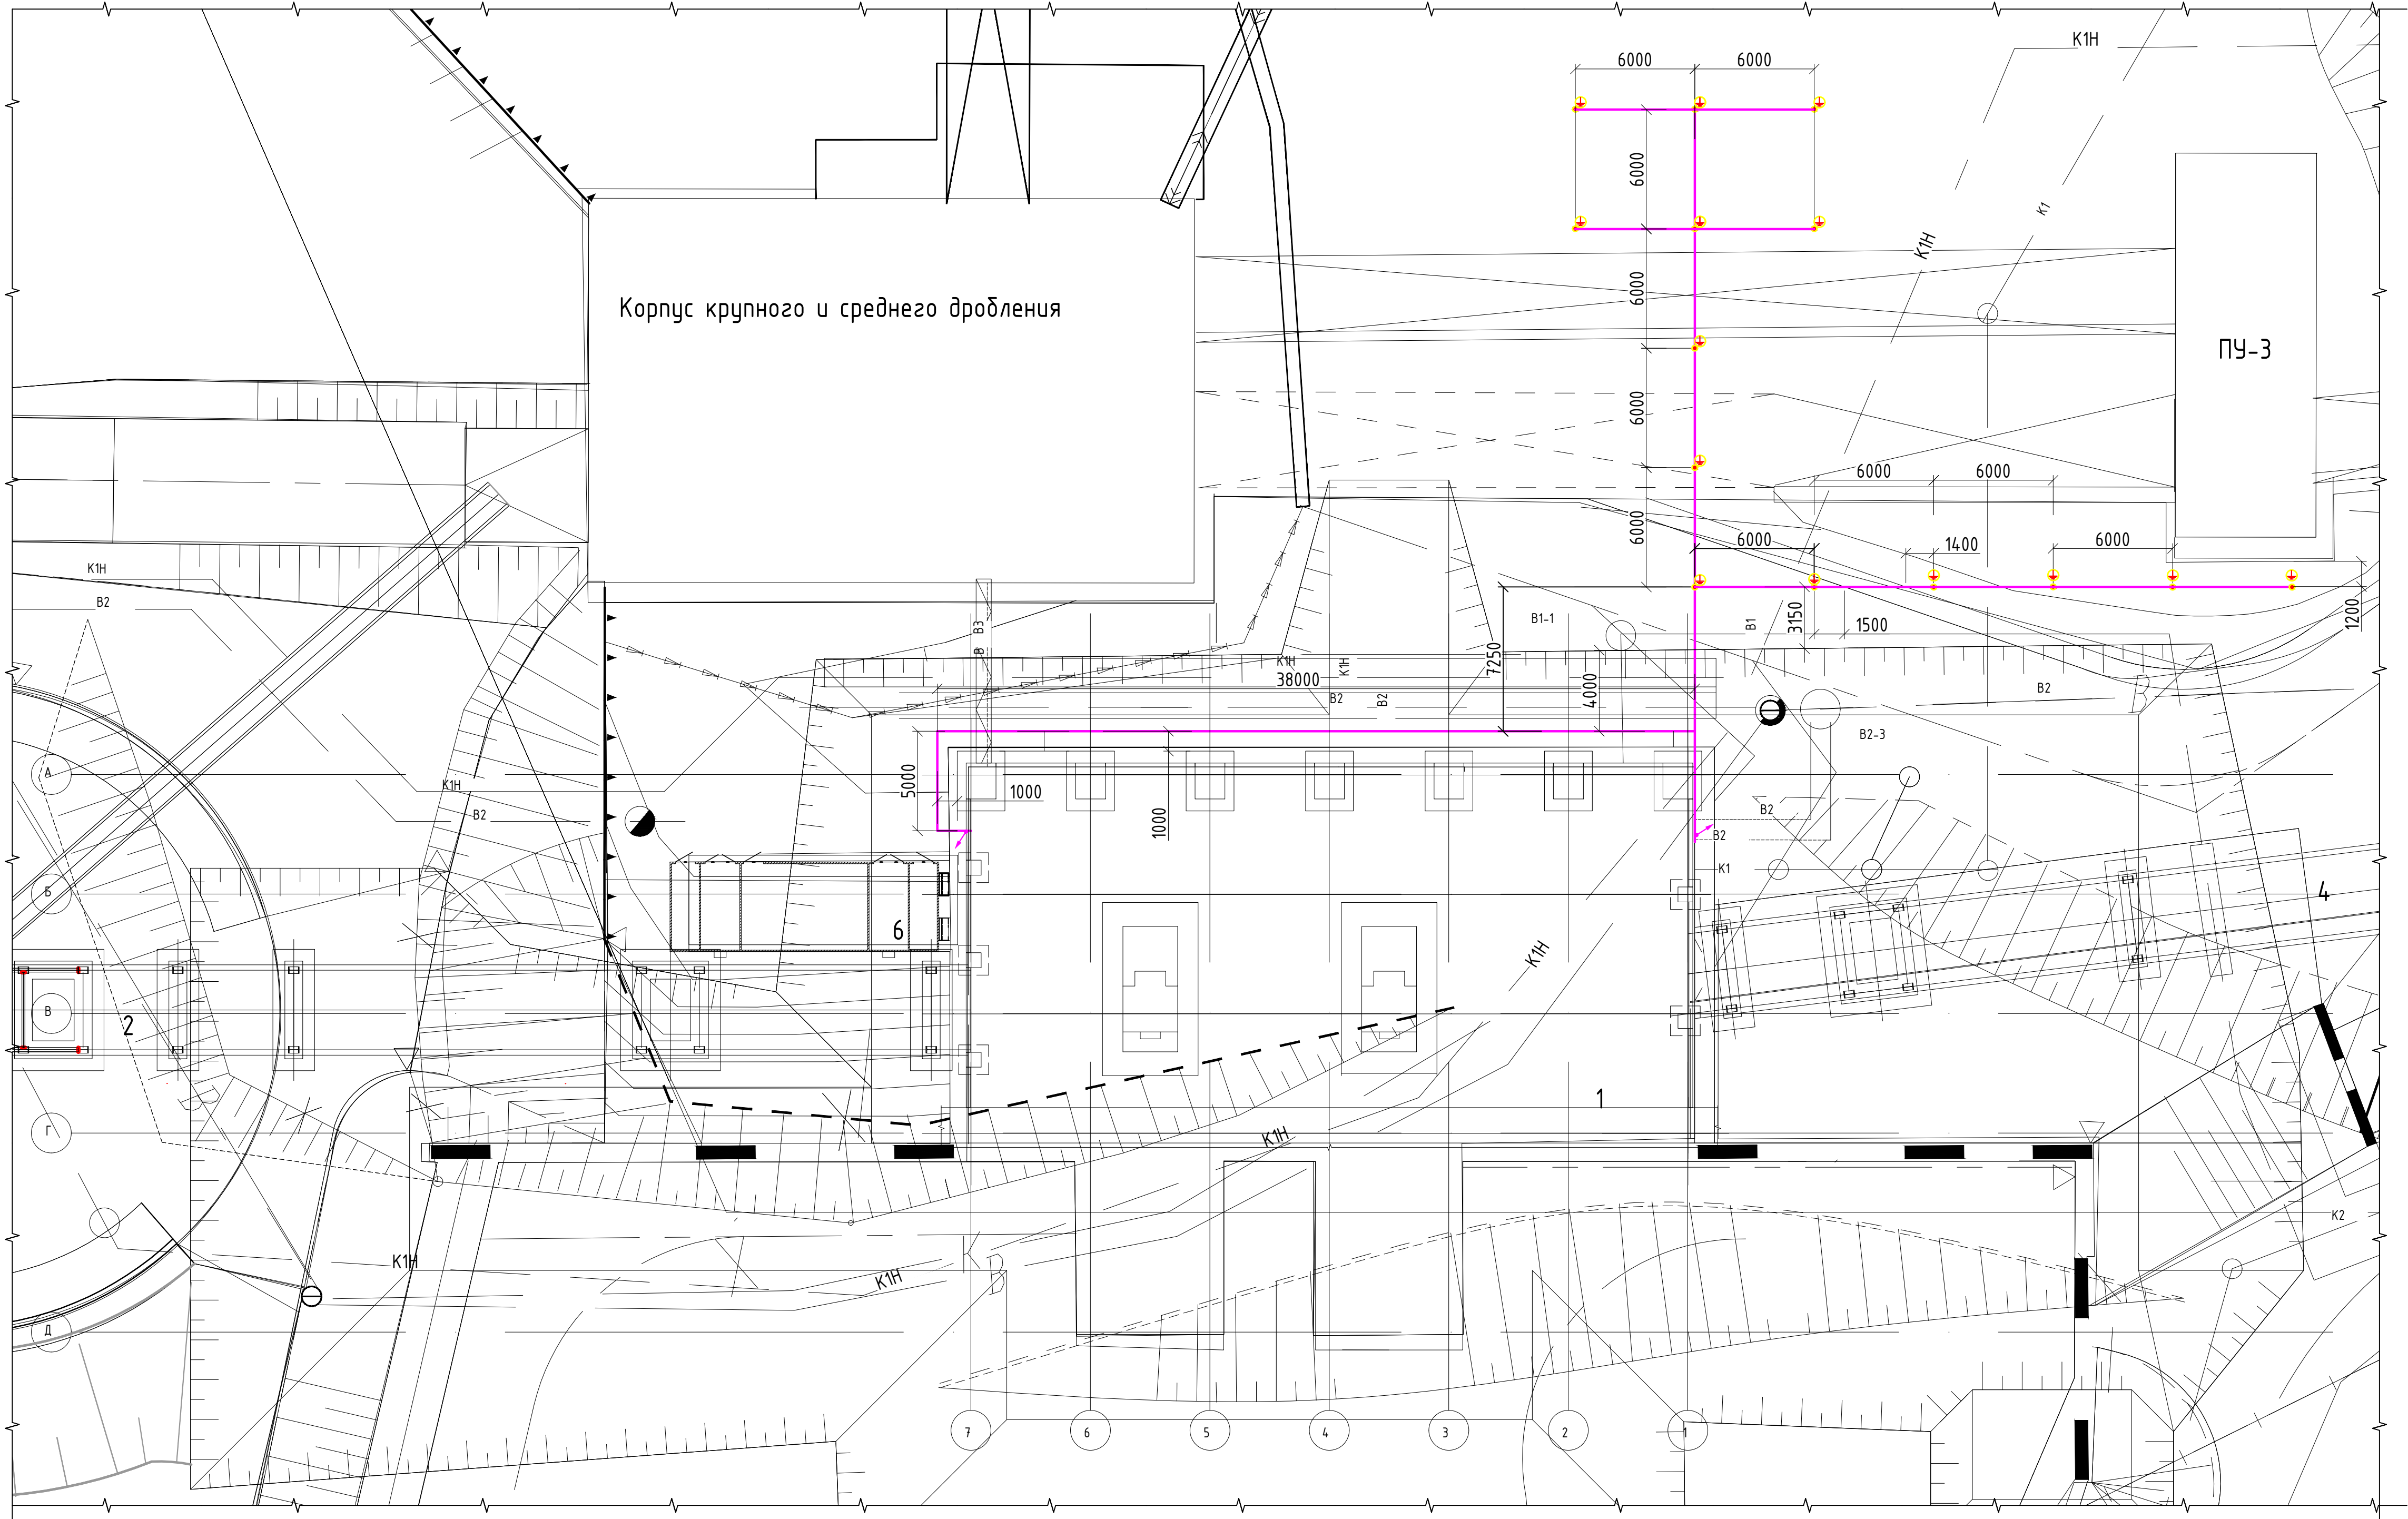 К1Н
6000 6000
6000
К1
К1Н
6000
Корпус крупного и среднего дробления
ПУ-3
6000
6000 6000
6000
6000 1400 6000
К1Н
В2
3150
1500
1200
В1-1
В1
В3
В
7250
К1Н
К1Н
38000
4000
В2
В2
В2
В2-3
А
5000
1000
1000
К1Н
В2
В2
В2
К1
Б
4
6
К1Н
В
2
1
Г
К1Н
К2
К1Н
К1Н
Д
7 6 5 4 3 2 1